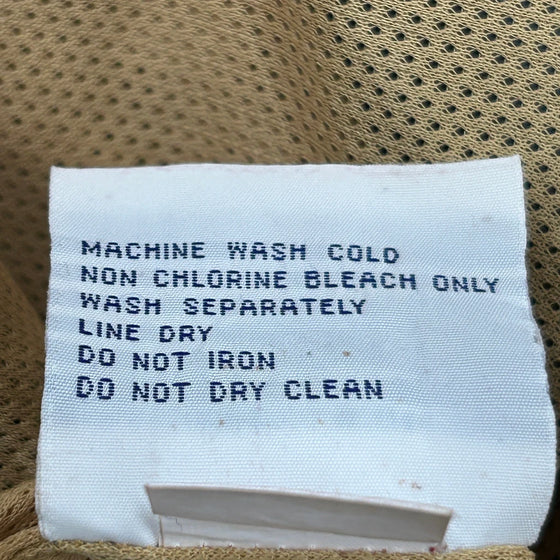 MACHINE WASH COLD
NON CHLORINE BLEACH ONLY
WASH SEPARATELY
LINE DRY
DO NOT IRON
DO NOT DRY CLEAN